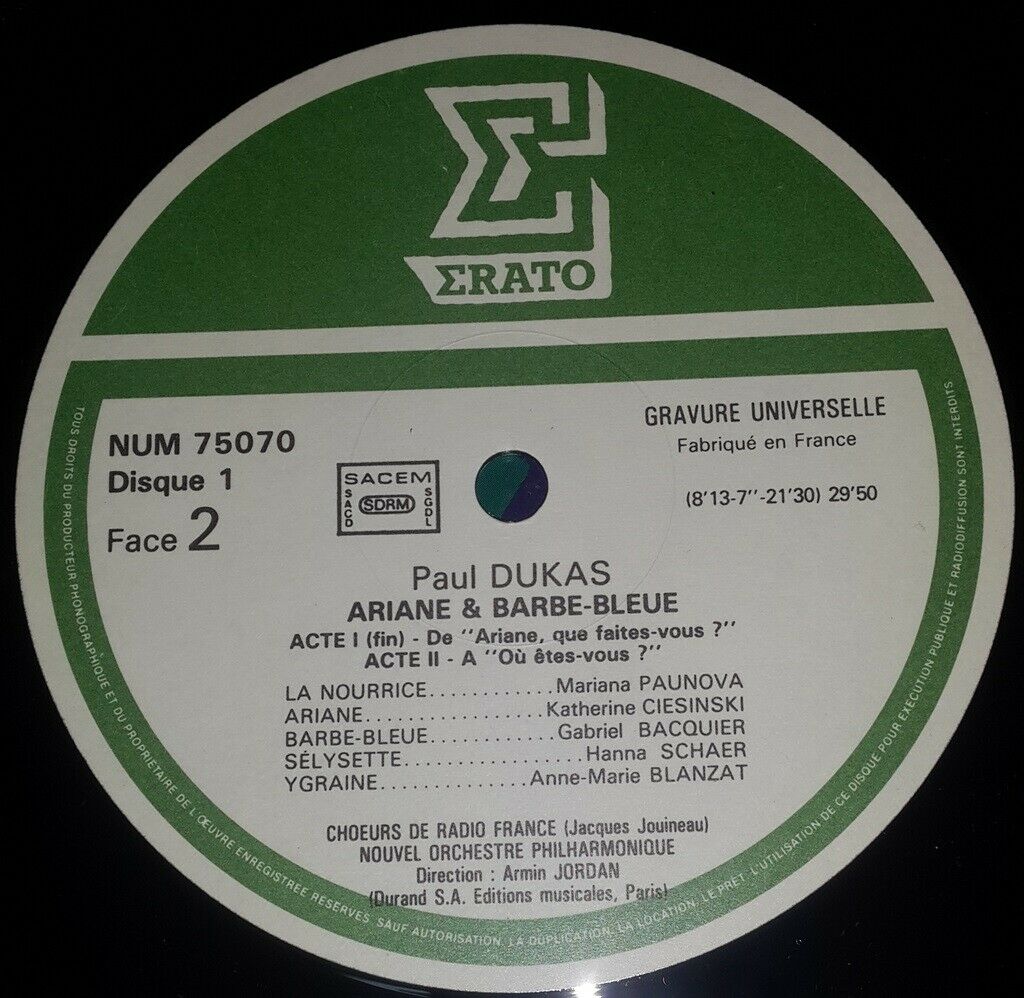 ΣRATO
NUM 75070
Disque 1
Face 2
SACEM
SACD
SDRM
SGDL
GRAVURE UNIVERSELLE
Fabriqué en France
(8'13-7''-21'30) 29'50
Paul DUKAS
ARIANE & BARBE-BLEUE
ACTE I (fin) - De "Ariane, que faites-vous ?"
ACTE II - A "Où êtes-vous ?"
LA NOURRICE............Mariana PAUNOVA
ARIANE.................Katherine CIESINSKI
BARBE-BLEUE............Gabriel BACQUIER
SÉLYSETTE.................Hanna SCHAER
YGRAINE..............Anne-Marie BLANZAT
CHOEURS DE RADIO FRANCE (Jacques Jouineau)
NOUVEL ORCHESTRE PHILHARMONIQUE
Direction : Armin JORDAN
(Durand S.A. Editions musicales, Paris)
TOUS DROITS DU PRODUCTEUR PHONOGRAPHIQUE ET DU PROPRIÉTAIRE DE L'ŒUVRE ENREGISTRÉE RÉSERVÉS. SAUF AUTORISATION, LA DUPLICATION, LA LOCATION, LE PRÊT, L'UTILISATION DE CE DISQUE POUR EXÉCUTION PUBLIQUE ET RADIODIFFUSION SONT INTERDITS